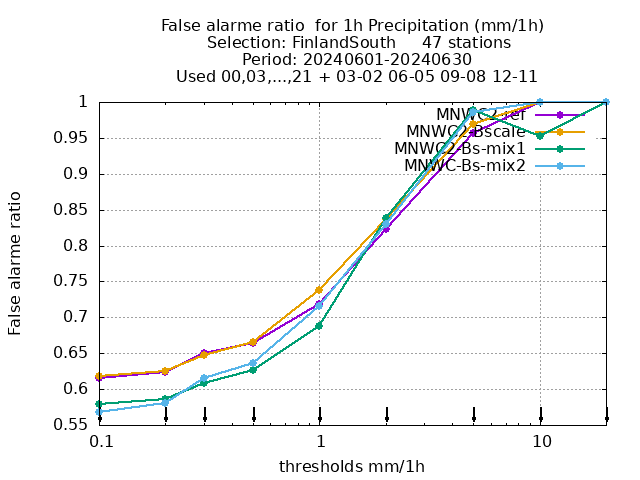 False alarme ratio  for 1h Precipitation (mm/1h)
Selection: FinlandSouth     47 stations
Period: 20240601-20240630
Used 00,03,...,21 + 03-02 06-05 09-08 12-11
MNWC2-ref
MNWC2-Bscale
MNWC2-Bs-mix1
MNWC-Bs-mix2
1
0.95
0.9
0.85
0.8
0.75
0.7
0.65
0.6
0.55
False alarme ratio
0.1 1 10
thresholds mm/1h